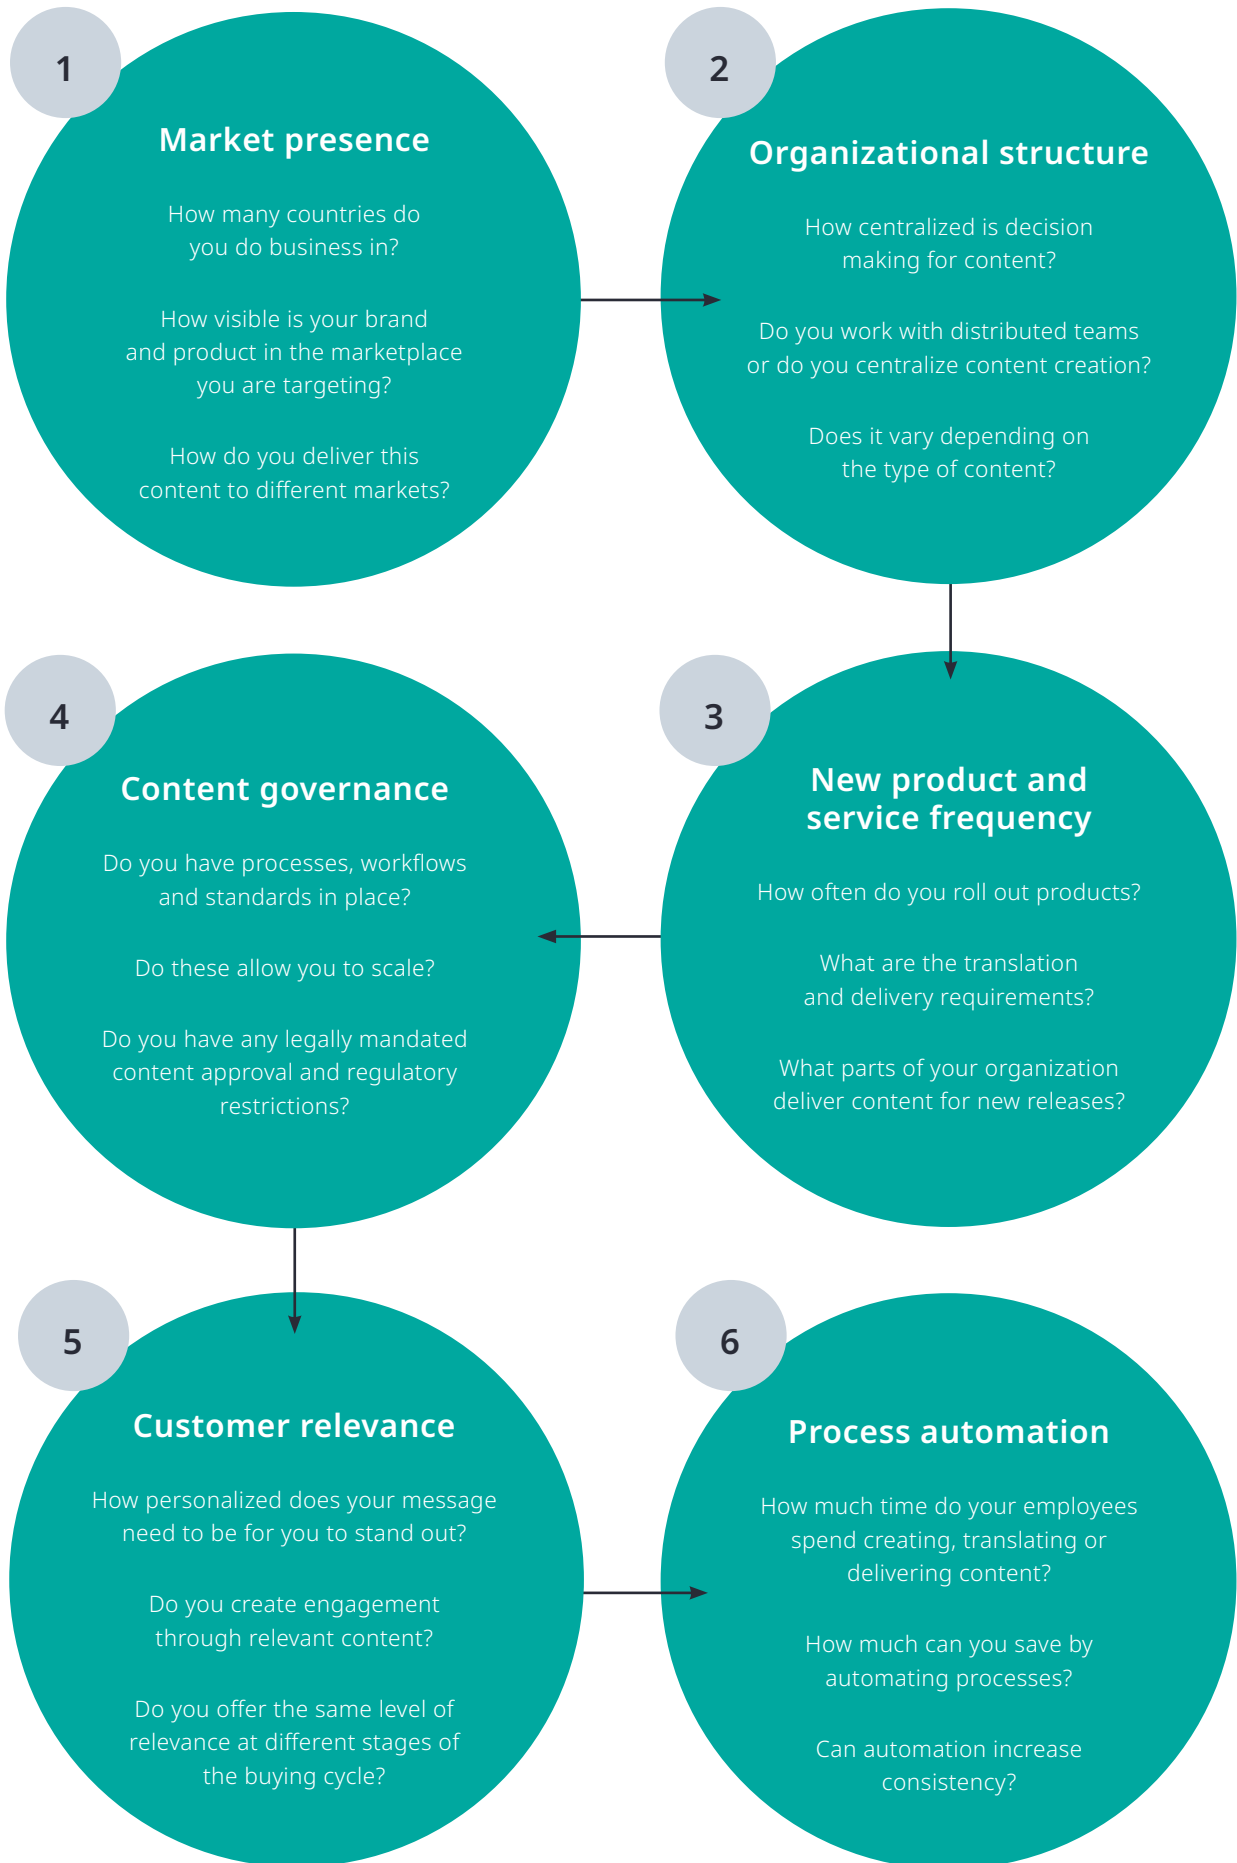 1
Market presence
How many countries do
you do business in?
How visible is your brand
and product in the marketplace
you are targeting?
How do you deliver this
content to different markets?
2
Organizational structure
How centralized is decision
making for content?
Do you work with distributed teams
or do you centralize content creation?
Does it vary depending on
the type of content?
3
New product and
service frequency
How often do you roll out products?
What are the translation
and delivery requirements?
What parts of your organization
deliver content for new releases?
4
Content governance
Do you have processes, workflows
and standards in place?
Do these allow you to scale?
Do you have any legally mandated
content approval and regulatory
restrictions?
5
Customer relevance
How personalized does your message
need to be for you to stand out?
Do you create engagement
through relevant content?
Do you offer the same level of
relevance at different stages of
the buying cycle?
6
Process automation
How much time do your employees
spend creating, translating or
delivering content?
How much can you save by
automating processes?
Can automation increase
consistency?